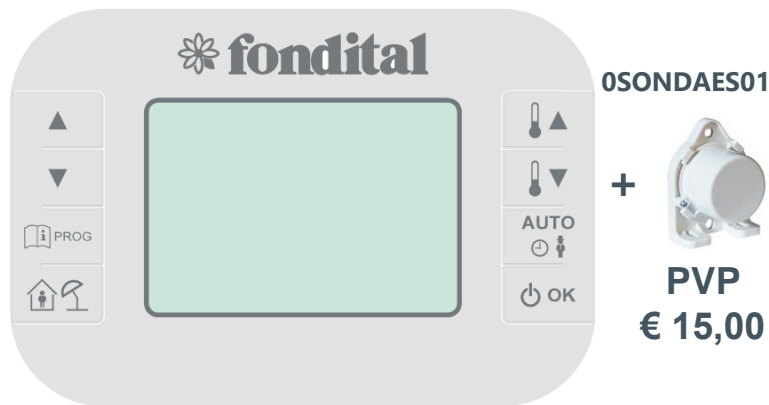 fondital
0SONDAES01
PROG
AUTO
OK
+
PVP
€ 15,00